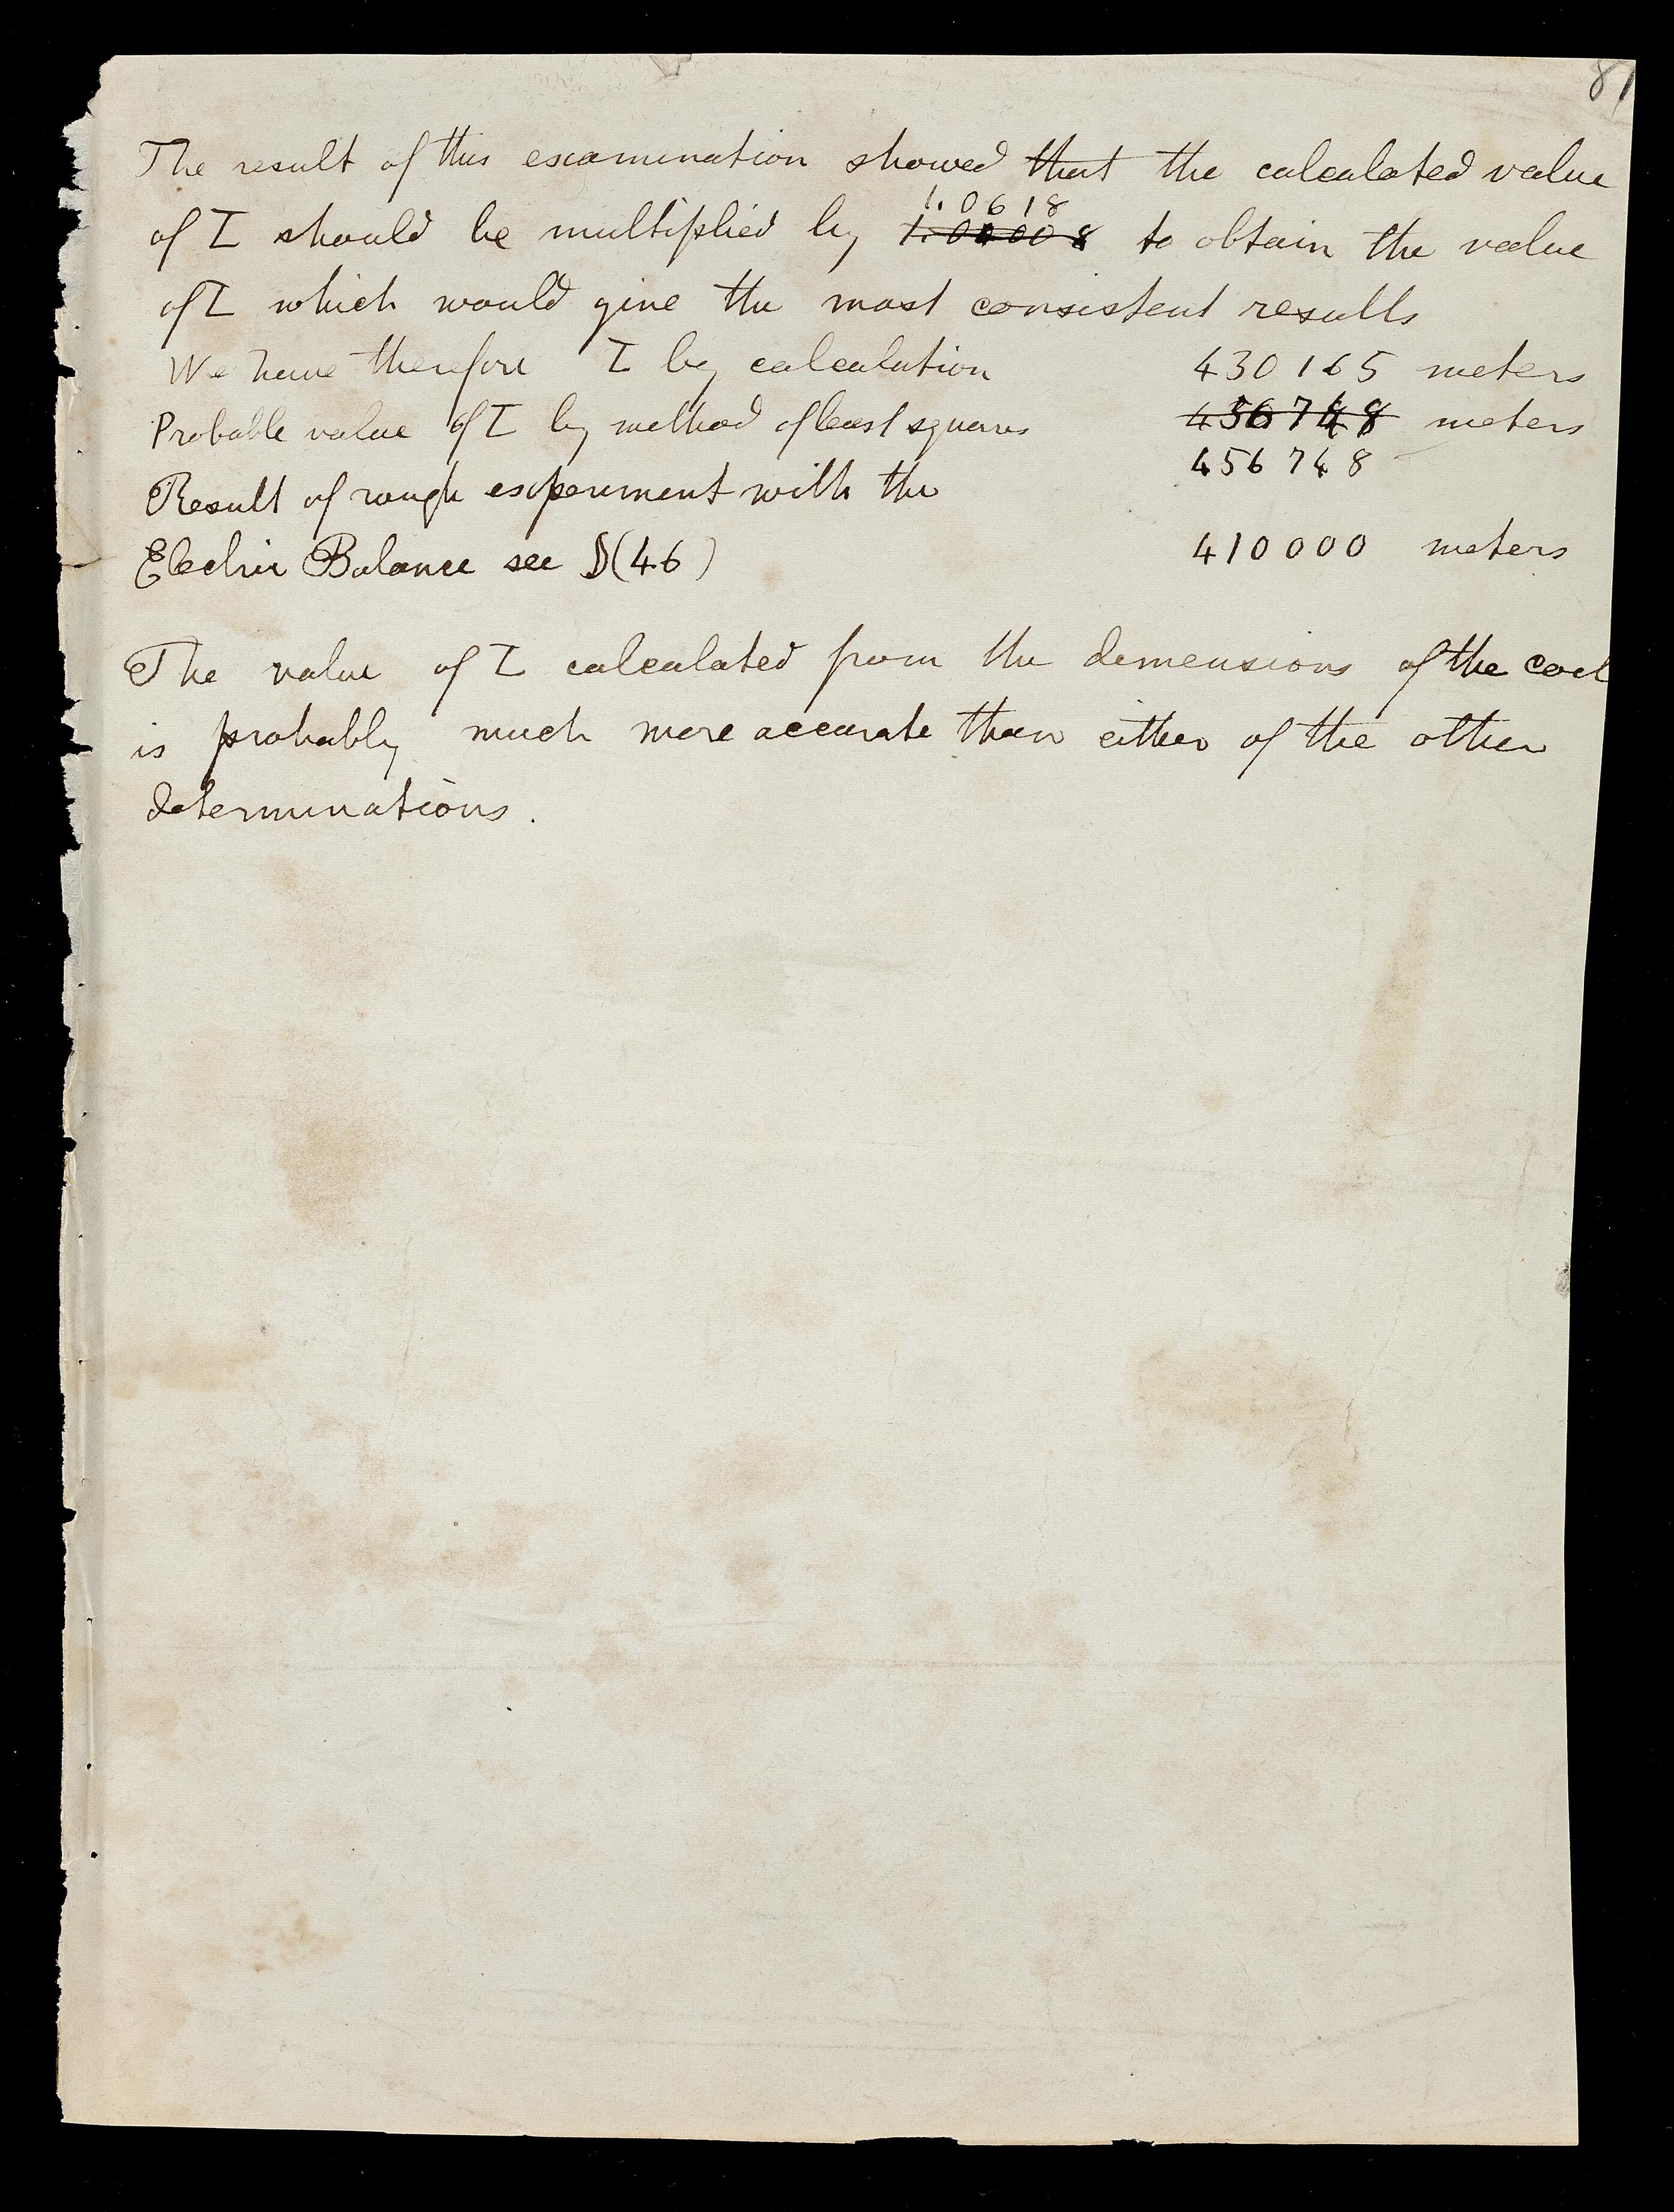 81
The result of this examination showed that the calculated value
1.0618
of I should be multiplied by 1.00008 to obtain the value
of I which would give the most consistent results
We have therefore I by calculation 430165 meters
Probable value of I by method of least squares 456748 meters
456748
Result of rough experiment with the
Electric Balance see § (46) 410000 meters
The value of I calculated from the demensions of the coil
is probably much more accurate than either of the other
determinations.